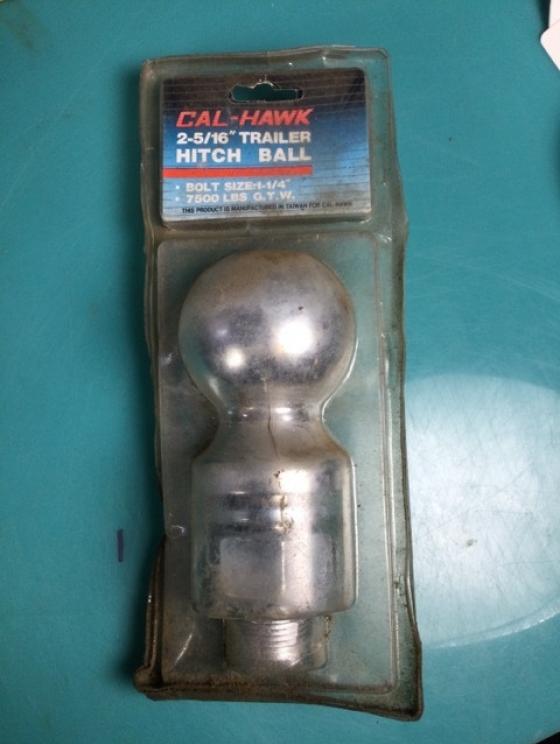 CAL-HAWK
2-5/16" TRAILER
HITCH BALL
• BOLT SIZE:1-1/4"
• 7500 LBS G.T.W.
THIS PRODUCT IS MANUFACTURED IN TAIWAN FOR CAL-HAWK